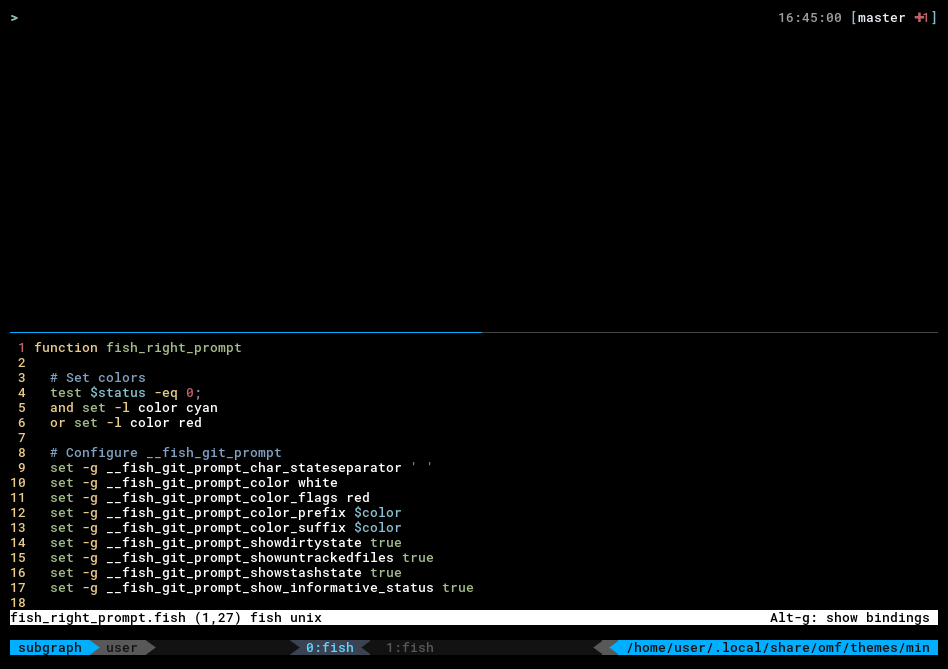 > 16:45:00 [master ✚1]
1 function fish_right_prompt
2
3   # Set colors
4   test $status -eq 0;
5   and set -l color cyan
6   or set -l color red
7
8   # Configure __fish_git_prompt
9   set -g __fish_git_prompt_char_stateseparator ' '
10   set -g __fish_git_prompt_color white
11   set -g __fish_git_prompt_color_flags red
12   set -g __fish_git_prompt_color_prefix $color
13   set -g __fish_git_prompt_color_suffix $color
14   set -g __fish_git_prompt_showdirtystate true
15   set -g __fish_git_prompt_showuntrackedfiles true
16   set -g __fish_git_prompt_showstashstate true
17   set -g __fish_git_prompt_show_informative_status true
18
fish_right_prompt.fish (1,27) fish unix Alt-g: show bindings
subgraph user 0:fish 1:fish /home/user/.local/share/omf/themes/min